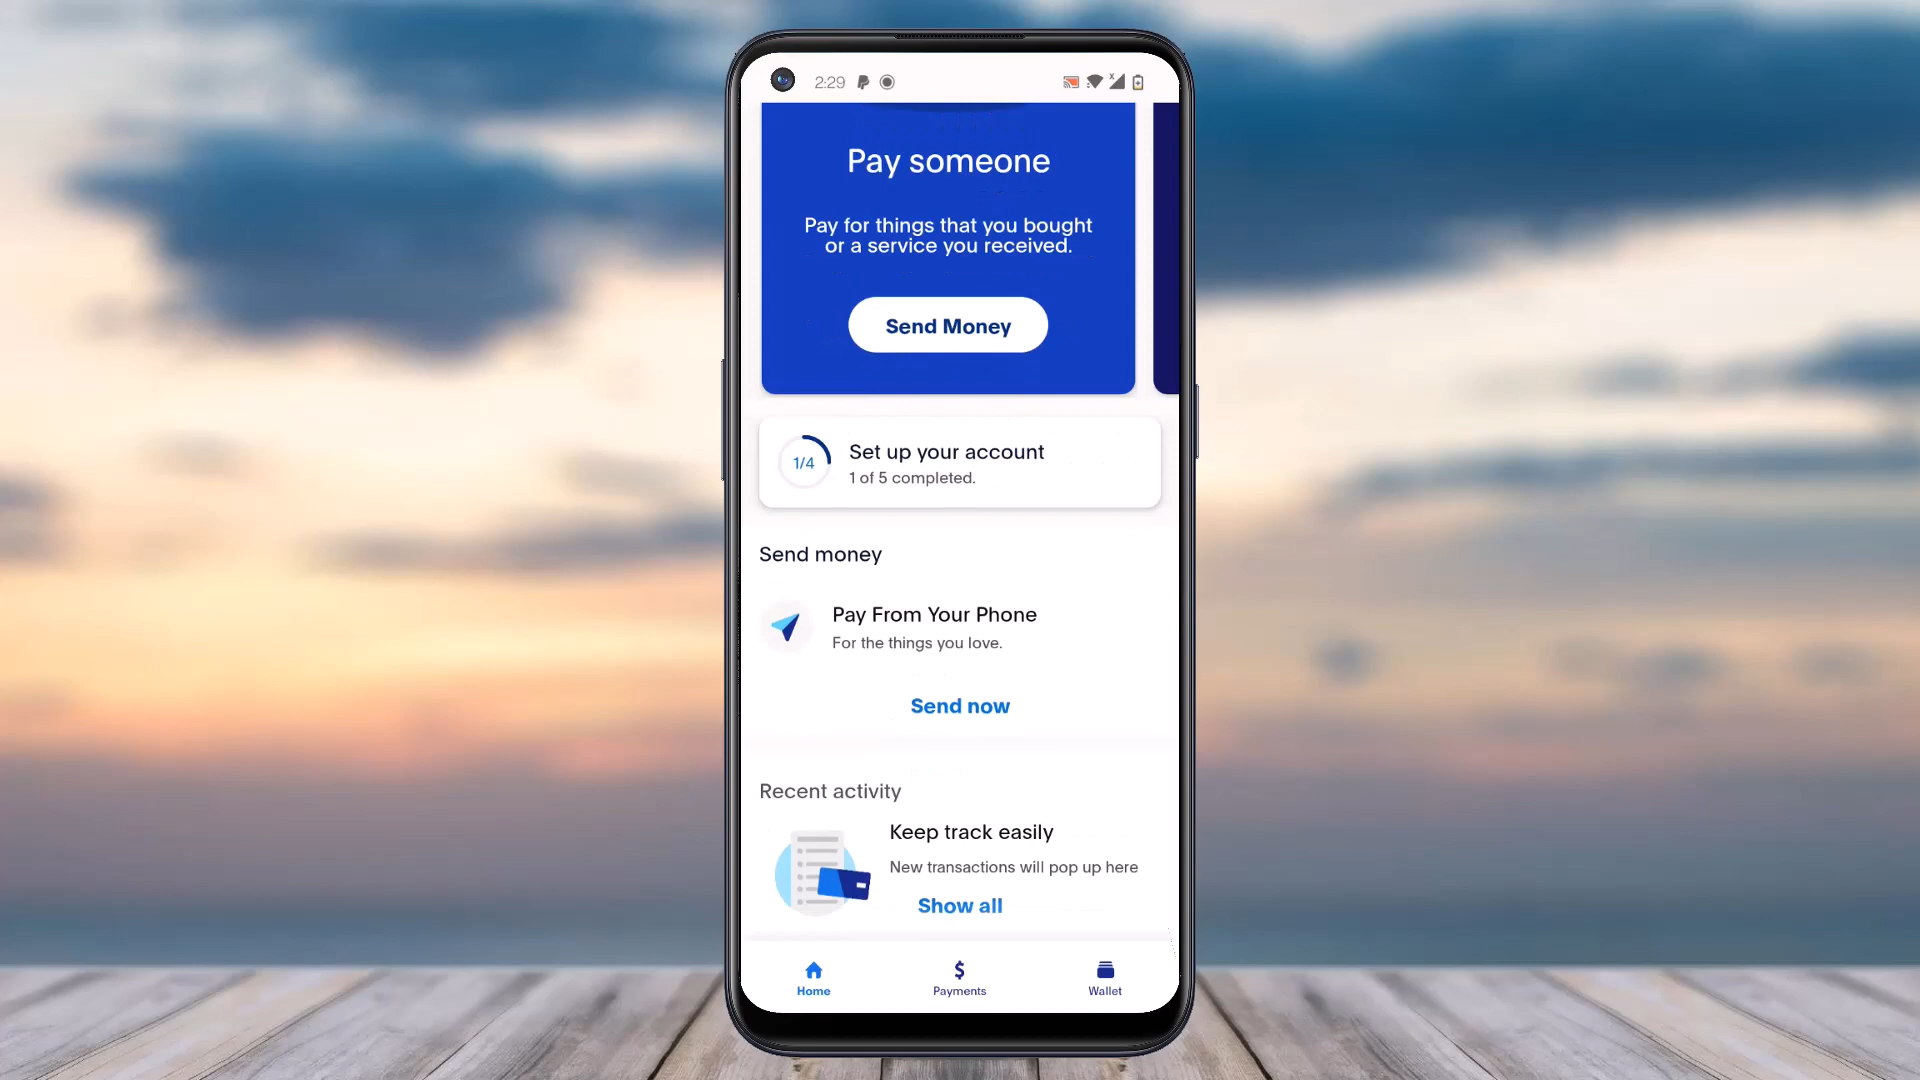 2:29
Pay someone
Pay for things that you bought
or a service you received.
Send Money
1/4
Set up your account
1 of 5 completed.
Send money
Pay From Your Phone
For the things you love.
Send now
Recent activity
Keep track easily
New transactions will pop up here
Show all
Home
$
Payments
Wallet